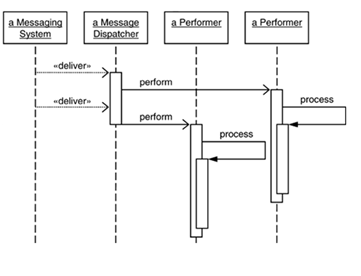 a Messaging
System
a Message
Dispatcher
a Performer
a Performer
«deliver»
perform
«deliver»
process
perform
process